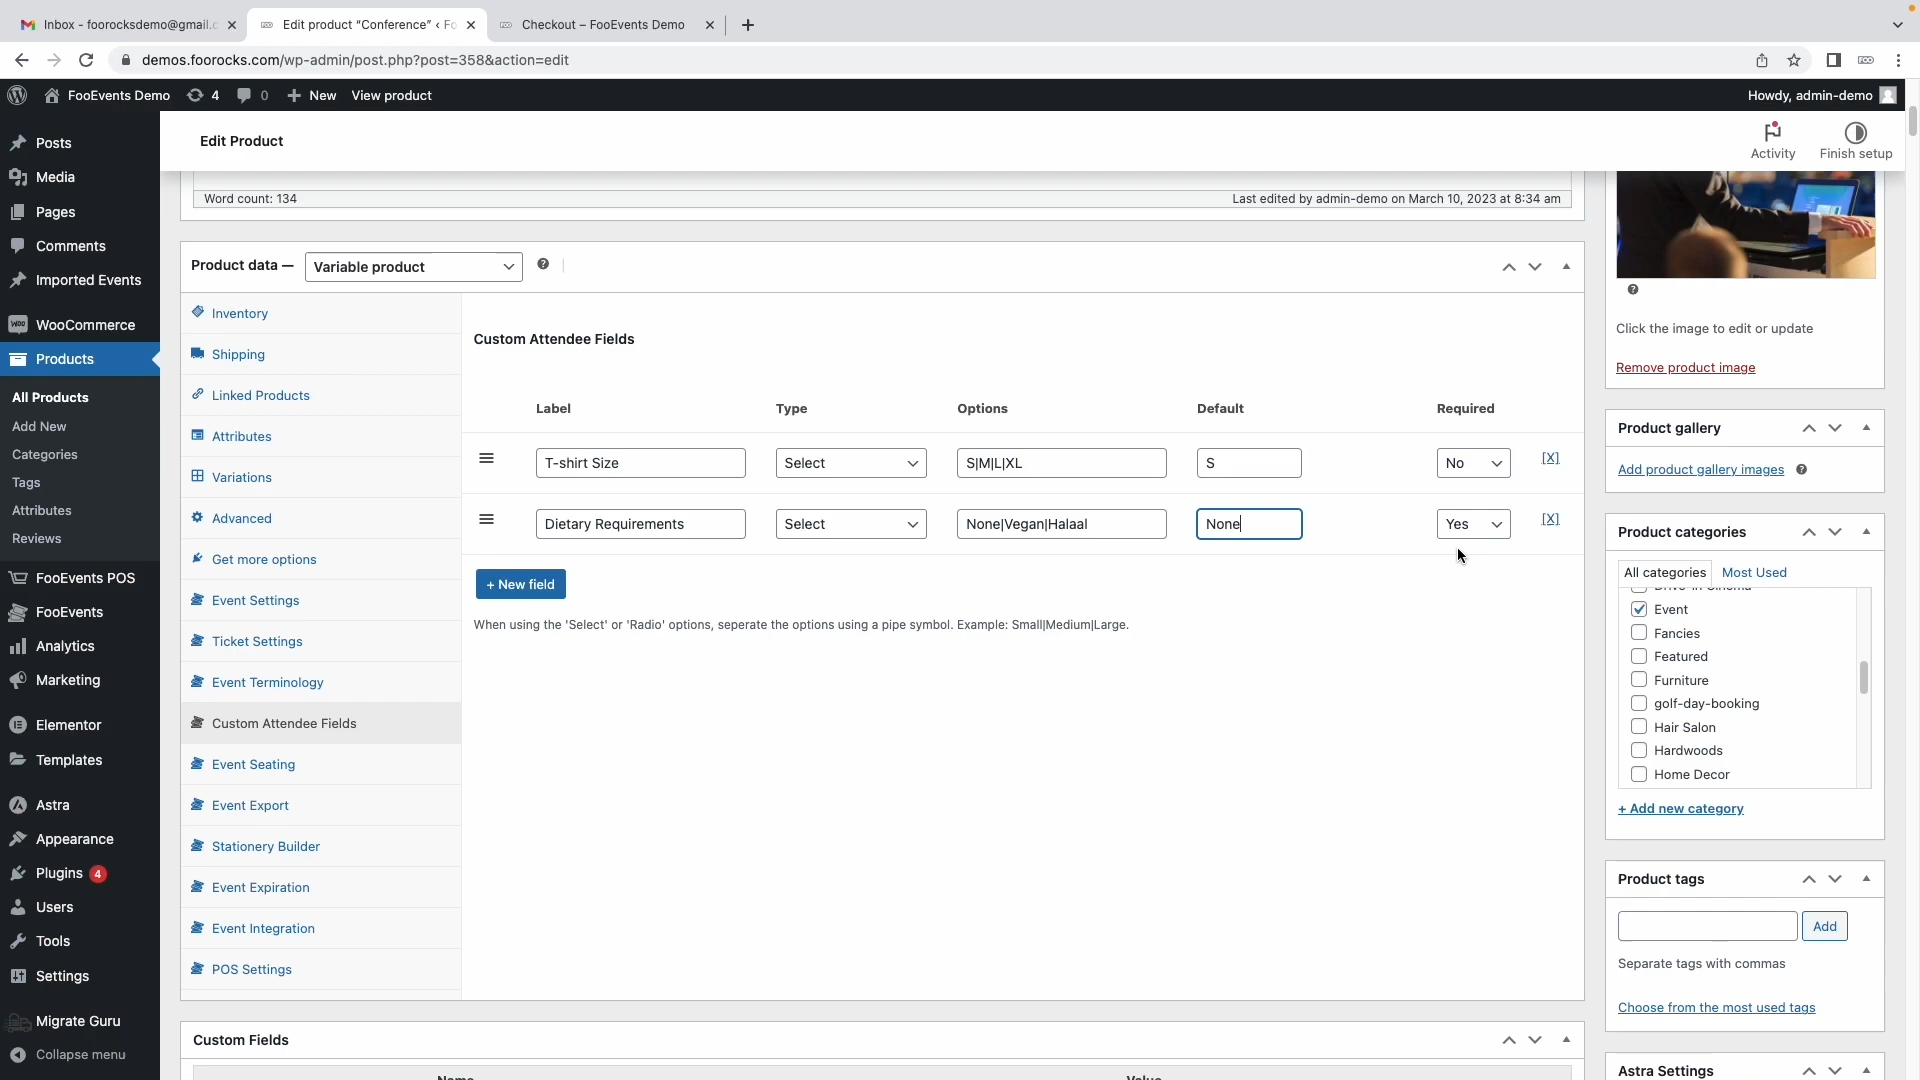 Inbox - foorocksdemo@gmail.c
Edit product “Conference” ‹ Fo
Checkout – FooEvents Demo
demos.foorocks.com/wp-admin/post.php?post=358&action=edit
FooEvents Demo
4
0
New
View product
Howdy, admin-demo
Edit Product
Activity
Finish setup
Posts
Media
Pages
Comments
Imported Events
WooCommerce
Products
All Products
Add New
Categories
Tags
Attributes
Reviews
FooEvents POS
FooEvents
Analytics
Marketing
Elementor
Templates
Astra
Appearance
Plugins 4
Users
Tools
Settings
Migrate Guru
Collapse menu
Word count: 134
Last edited by admin-demo on March 10, 2023 at 8:34 am
Product data —
Variable product
Inventory
Shipping
Linked Products
Attributes
Variations
Advanced
Get more options
Event Settings
Ticket Settings
Event Terminology
Custom Attendee Fields
Event Seating
Event Export
Stationery Builder
Event Expiration
Event Integration
POS Settings
Custom Attendee Fields
Label Type Options Default Required
T-shirt Size Select S|M|L|XL S No [X]
Dietary Requirements Select None|Vegan|Halaal None Yes [X]
+ New field
When using the 'Select' or 'Radio' options, seperate the options using a pipe symbol. Example: Small|Medium|Large.
Custom Fields
Name Value
Click the image to edit or update
Remove product image
Product gallery
Add product gallery images
Product categories
All categories
Most Used
Drive-in Cinema
Event
Fancies
Featured
Furniture
golf-day-booking
Hair Salon
Hardwoods
Home Decor
+ Add new category
Product tags
Add
Separate tags with commas
Choose from the most used tags
Astra Settings